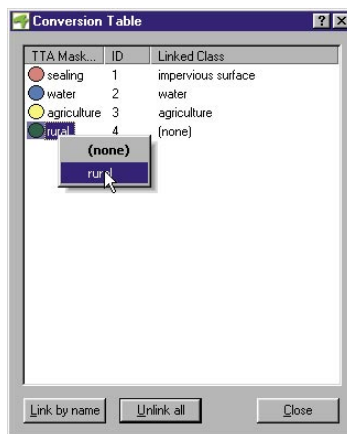 Conversion Table
TTA Mask... ID Linked Class
sealing 1 impervious surface
water 2 water
agriculture 3 agriculture
rural 4 (none)
(none)
rural
Link by name Unlink all Close